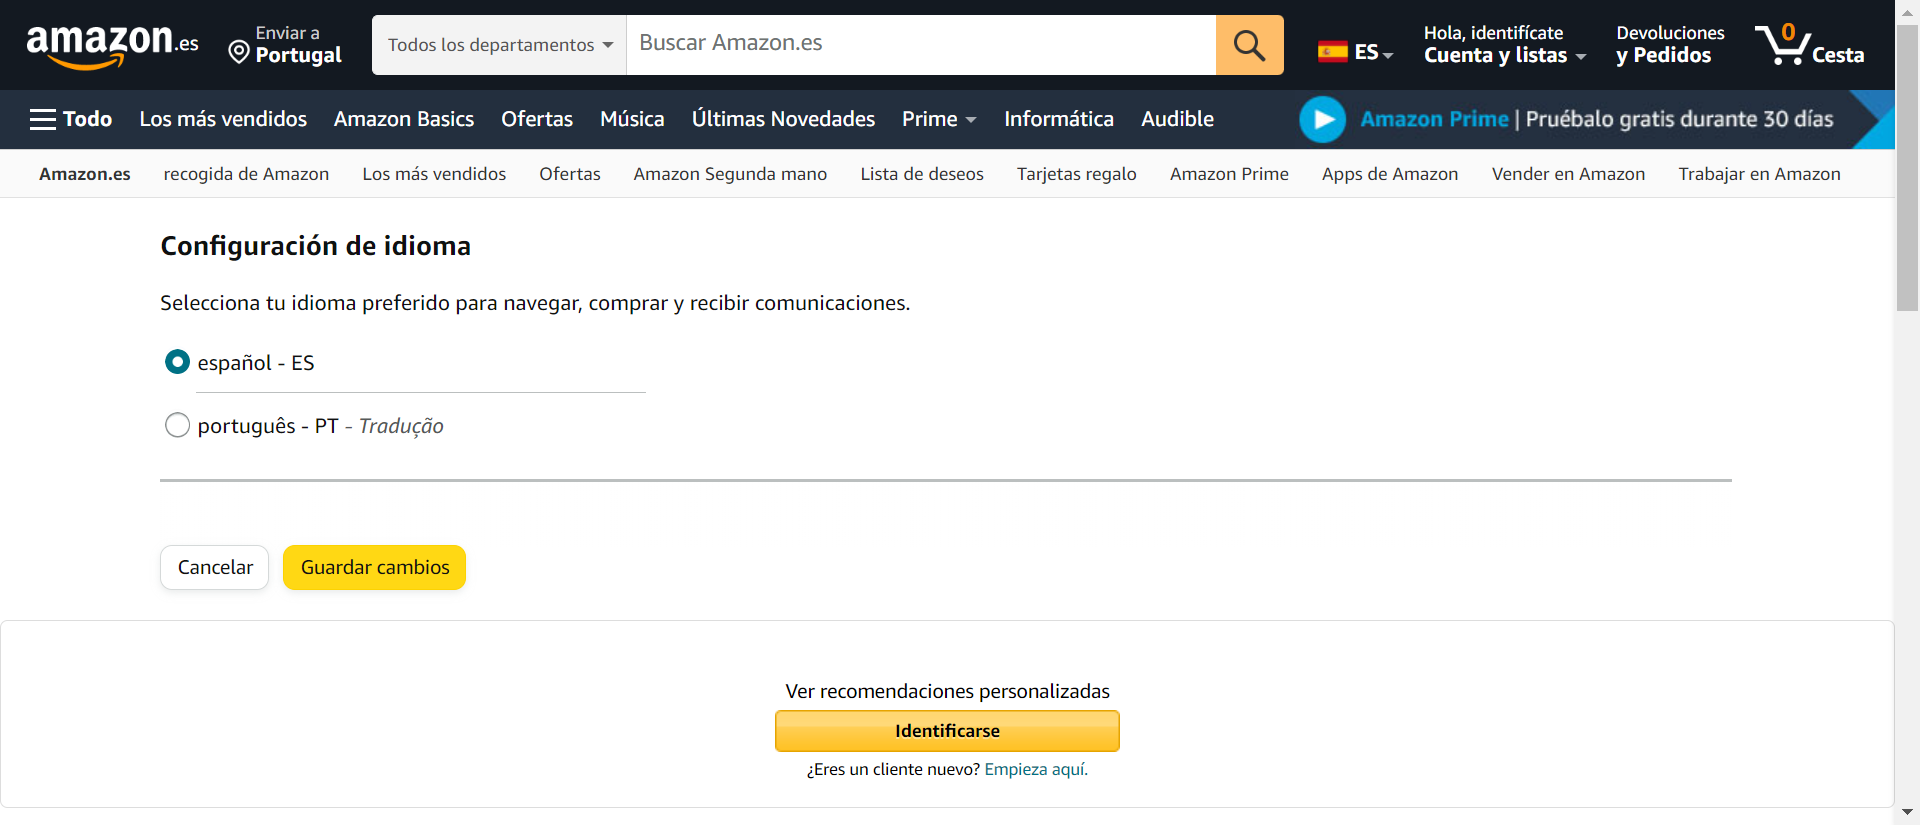 amazon.es
Enviar a
Portugal
Todos los departamentos
Buscar Amazon.es
ES
Hola, identifícate
Cuenta y listas
Devoluciones
y Pedidos
0
Cesta
Todo
Los más vendidos
Amazon Basics
Ofertas
Música
Últimas Novedades
Prime
Informática
Audible
Amazon Prime | Pruébalo gratis durante 30 días
Amazon.es
recogida de Amazon
Los más vendidos
Ofertas
Amazon Segunda mano
Lista de deseos
Tarjetas regalo
Amazon Prime
Apps de Amazon
Vender en Amazon
Trabajar en Amazon
Configuración de idioma
Selecciona tu idioma preferido para navegar, comprar y recibir comunicaciones.
español - ES
português - PT - Tradução
Cancelar
Guardar cambios
Ver recomendaciones personalizadas
Identificarse
¿Eres un cliente nuevo? Empieza aquí.